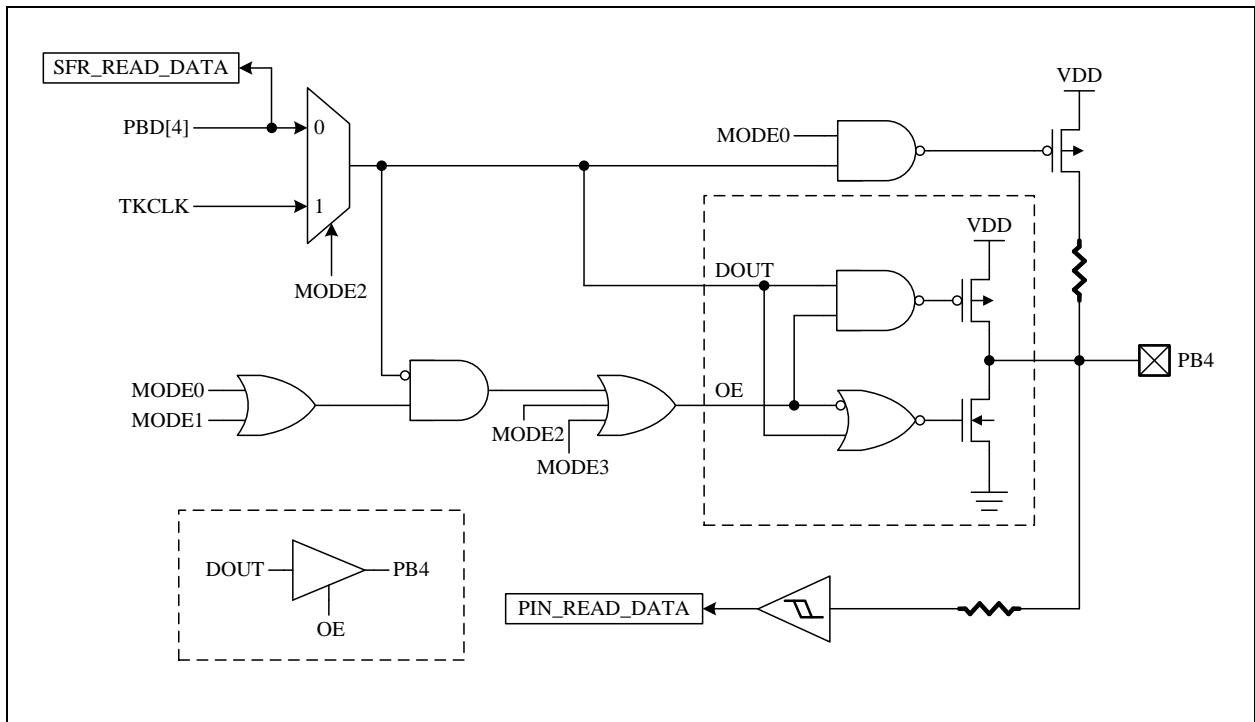 SFR_READ_DATA
VDD
PBD[4]
0
MODE0
TKCLK
1
VDD
MODE2
DOUT
MODE0
MODE1
OE
PB4
MODE2
MODE3
DOUT
PB4
OE
PIN_READ_DATA